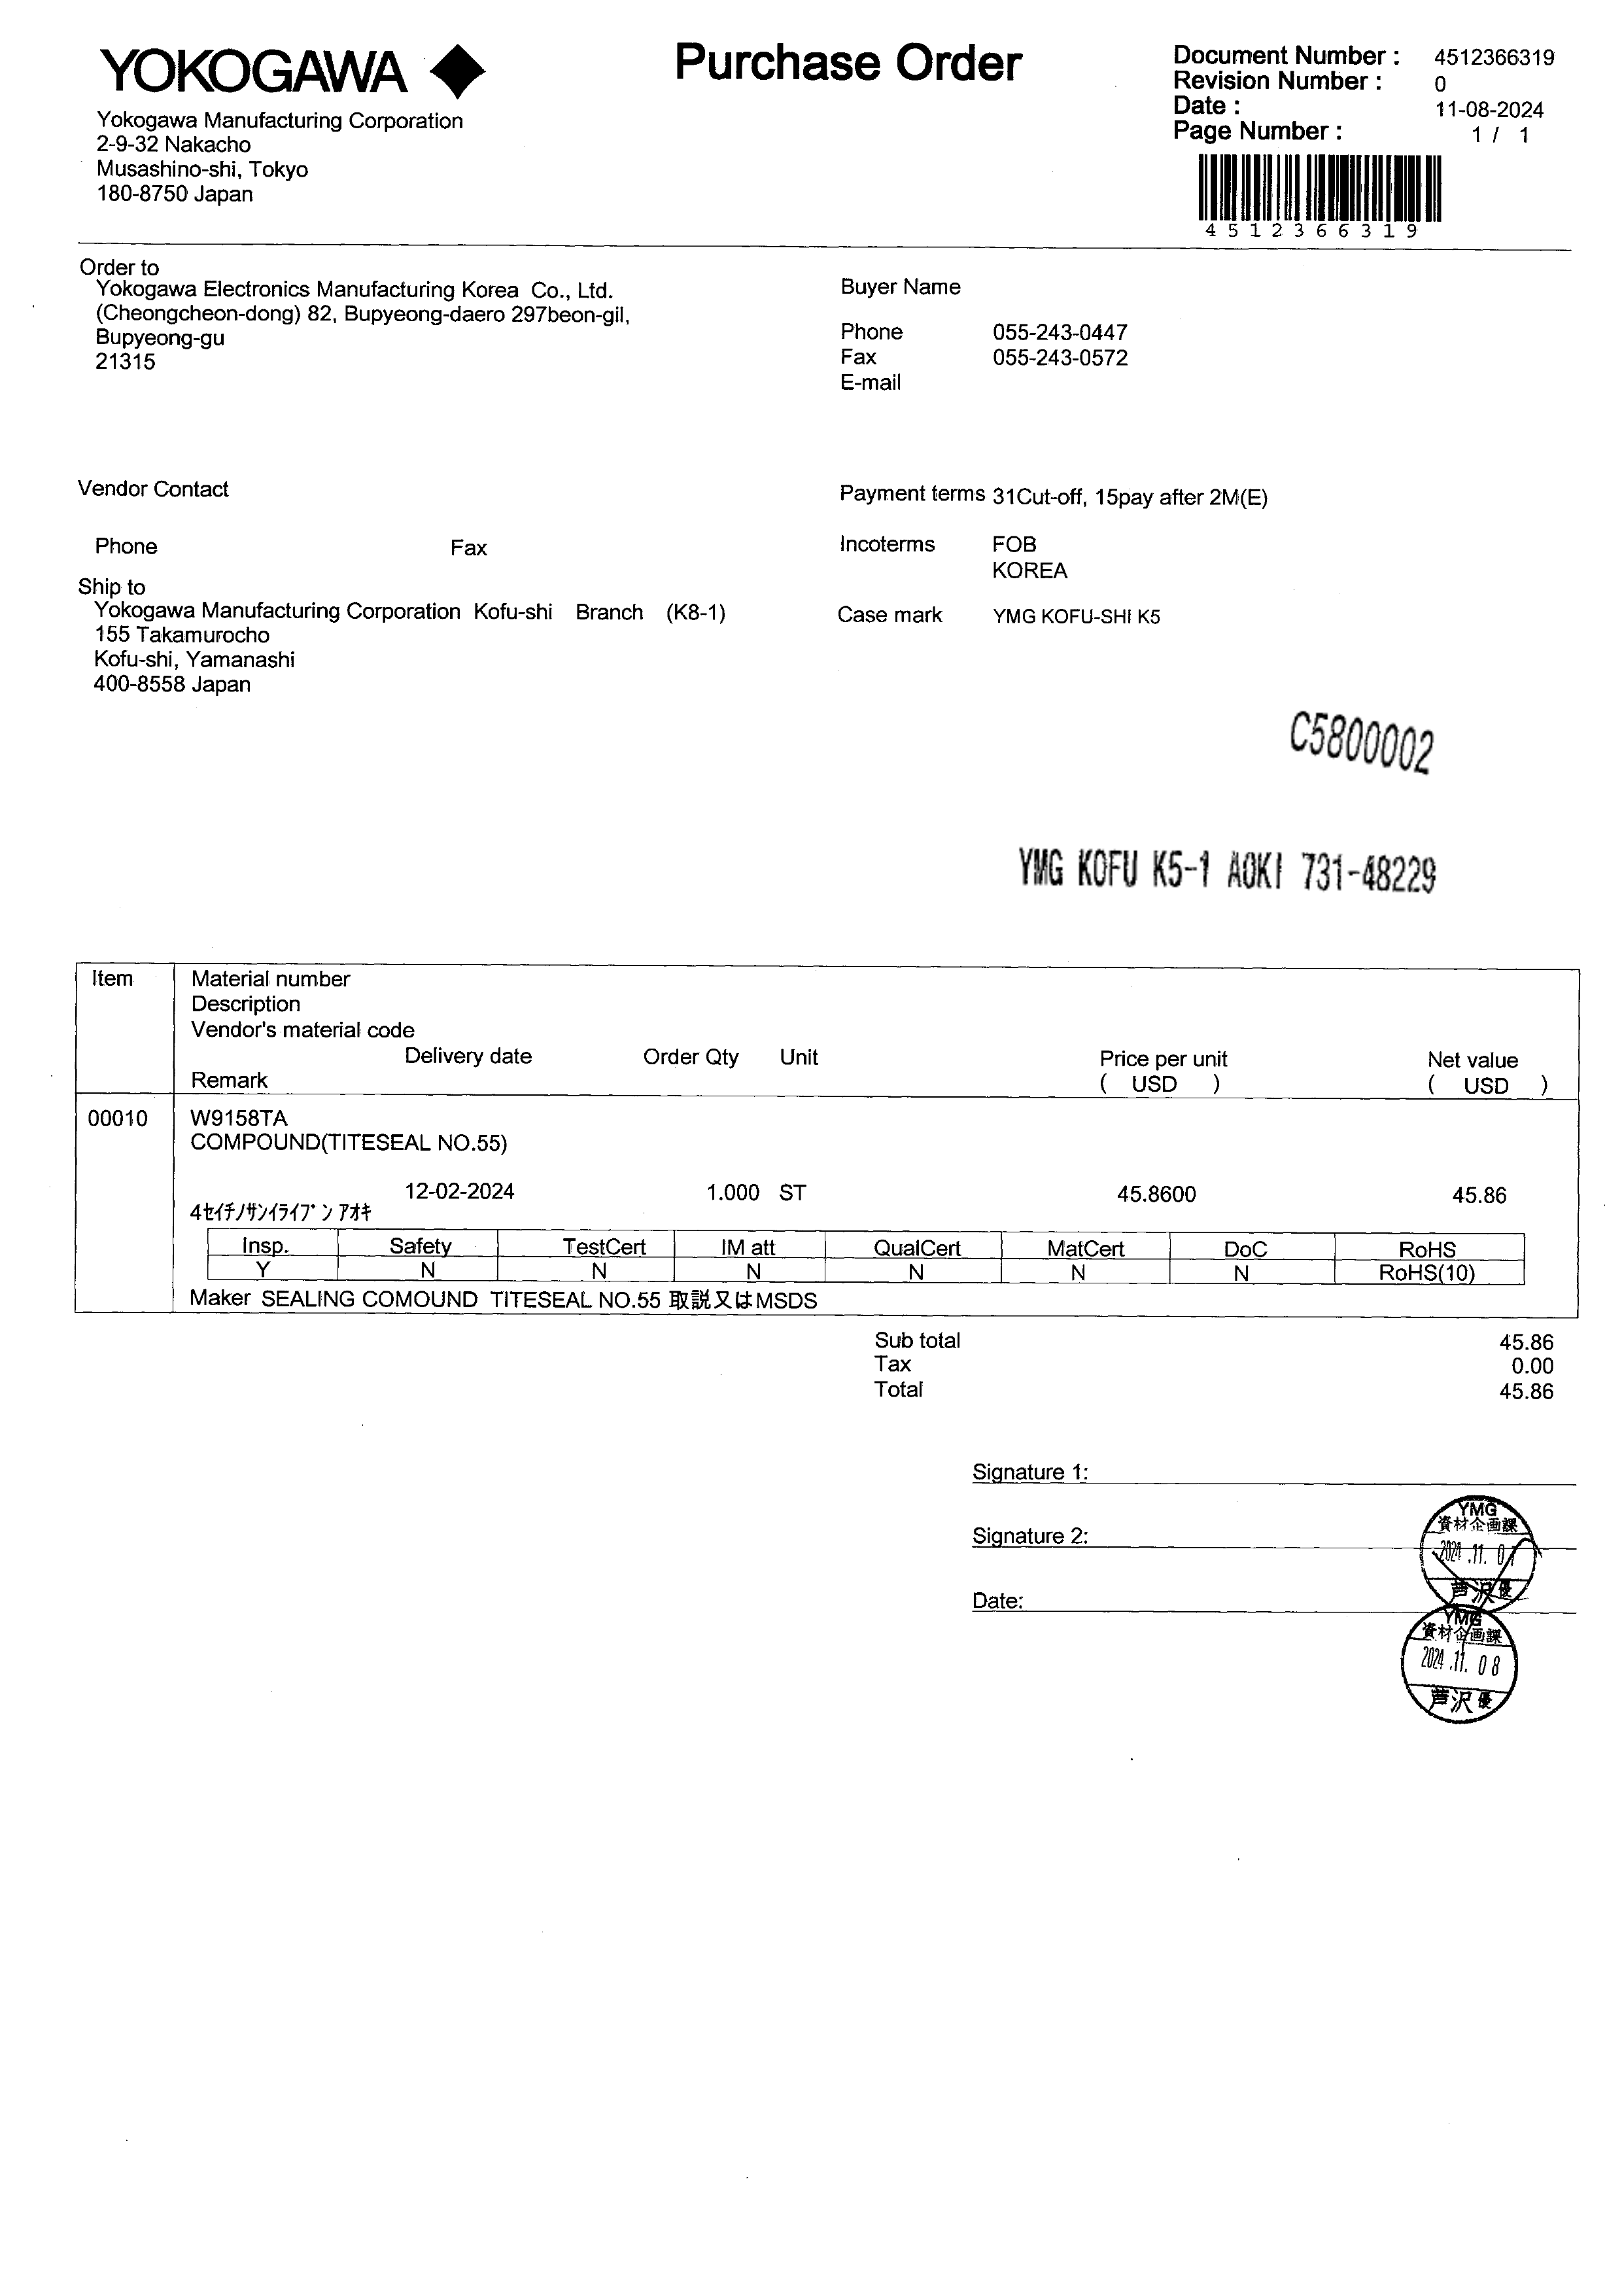 YOKOGAWA
Purchase Order
Document Number : 4512366319
Revision Number : 0
Date : 11-08-2024
Page Number : 1 / 1
4512366319
Yokogawa Manufacturing Corporation
2-9-32 Nakacho
Musashino-shi, Tokyo
180-8750 Japan
Order to
Yokogawa Electronics Manufacturing Korea Co., Ltd.
(Cheongcheon-dong) 82, Bupyeong-daero 297beon-gil,
Bupyeong-gu
21315
Buyer Name
Phone 055-243-0447
Fax 055-243-0572
E-mail
Vendor Contact
Phone Fax
Payment terms 31Cut-off, 15pay after 2M(E)
Incoterms FOB
KOREA
Ship to
Yokogawa Manufacturing Corporation Kofu-shi Branch (K8-1)
155 Takamurocho
Kofu-shi, Yamanashi
400-8558 Japan
Case mark YMG KOFU-SHI K5
C5800002
YMG KOFU K5-1 AOKI 731-48229
Item Material number
Description
Vendor's material code
Delivery date Order Qty Unit Price per unit Net value
Remark ( USD ) ( USD )
00010 W9158TA
COMPOUND(TITESEAL NO.55)
12-02-2024 1.000 ST 45.8600 45.86
4ｾｲﾁﾉｻﾝｲﾗｲﾌﾞﾝ ｱｵｷ
Insp. Safety TestCert IM att QualCert MatCert DoC RoHS
Y N N N N N N RoHS(10)
Maker SEALING COMOUND TITESEAL NO.55 取説又はMSDS
Sub total 45.86
Tax 0.00
Total 45.86
Signature 1:
Signature 2:
Date:
YMG
資材企画課
芦沢優
YMG
資材企画課
2024.11.08
芦沢優